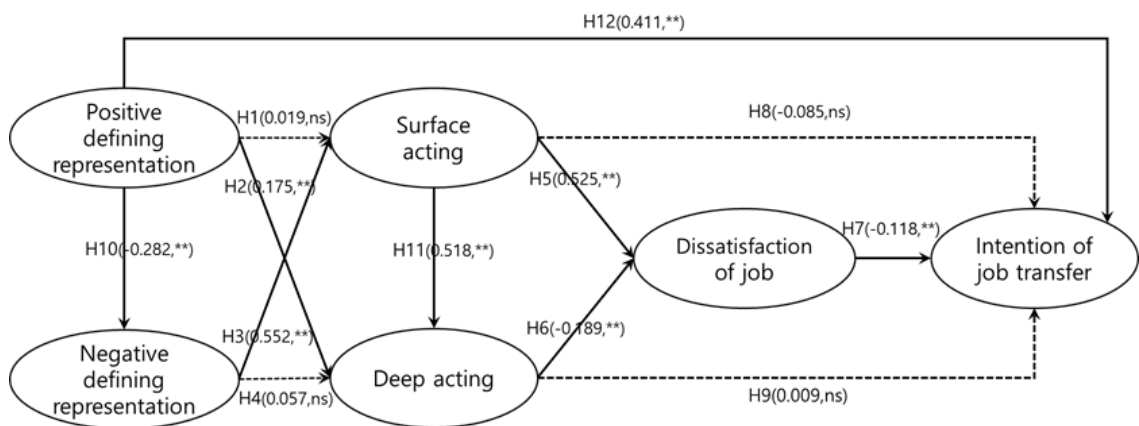 H12(0.411,**)
Positive
defining
representation
H1(0.019,ns)
Surface
acting
H8(-0.085,ns)
H2(0.175,**)
H5(0.525,**)
H10(-0.282,**)
H11(0.518,**)
Dissatisfaction
of job
H7(-0.118,**)
Intention of
job transfer
H3(0.552,**)
H6(-0.189,**)
Negative
defining
representation
H4(0.057,ns)
Deep acting
H9(0.009,ns)